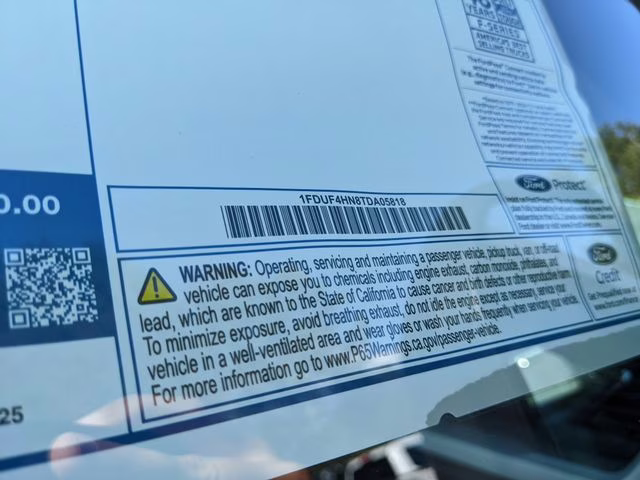 YEARS
F-SERIES
AMERICA'S BEST
SELLING TRUCKS
0.00
1FDUF4HN8TDA05818
Ford Protect
WARNING: Operating, servicing and maintaining a passenger vehicle, pickup truck, van, or off-road
vehicle can expose you to chemicals including engine exhaust, carbon monoxide, phthalates, and
lead, which are known to the State of California to cause cancer and birth defects or other reproductive harm.
To minimize exposure, avoid breathing exhaust, do not idle the engine except as necessary, service your
vehicle in a well-ventilated area and wear gloves or wash your hands frequently when servicing your vehicle.
For more information go to www.P65Warnings.ca.gov/passenger-vehicle.
Ford
Credit
25